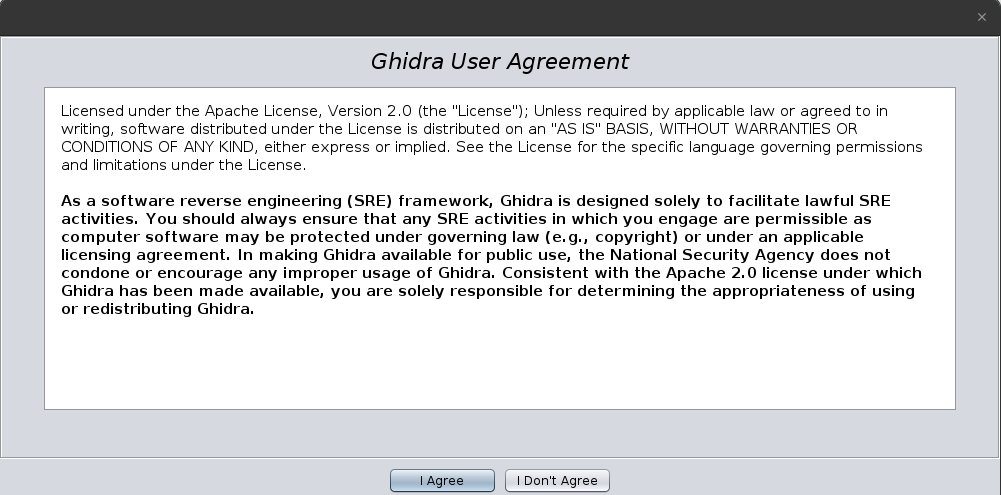 Ghidra User Agreement
Licensed under the Apache License, Version 2.0 (the "License"); Unless required by applicable law or agreed to in
writing, software distributed under the License is distributed on an "AS IS" BASIS, WITHOUT WARRANTIES OR
CONDITIONS OF ANY KIND, either express or implied. See the License for the specific language governing permissions
and limitations under the License.
As a software reverse engineering (SRE) framework, Ghidra is designed solely to facilitate lawful SRE
activities. You should always ensure that any SRE activities in which you engage are permissible as
computer software may be protected under governing law (e.g., copyright) or under an applicable
licensing agreement. In making Ghidra available for public use, the National Security Agency does not
condone or encourage any improper usage of Ghidra. Consistent with the Apache 2.0 license under which
Ghidra has been made available, you are solely responsible for determining the appropriateness of using
or redistributing Ghidra.
I Agree
I Don't Agree